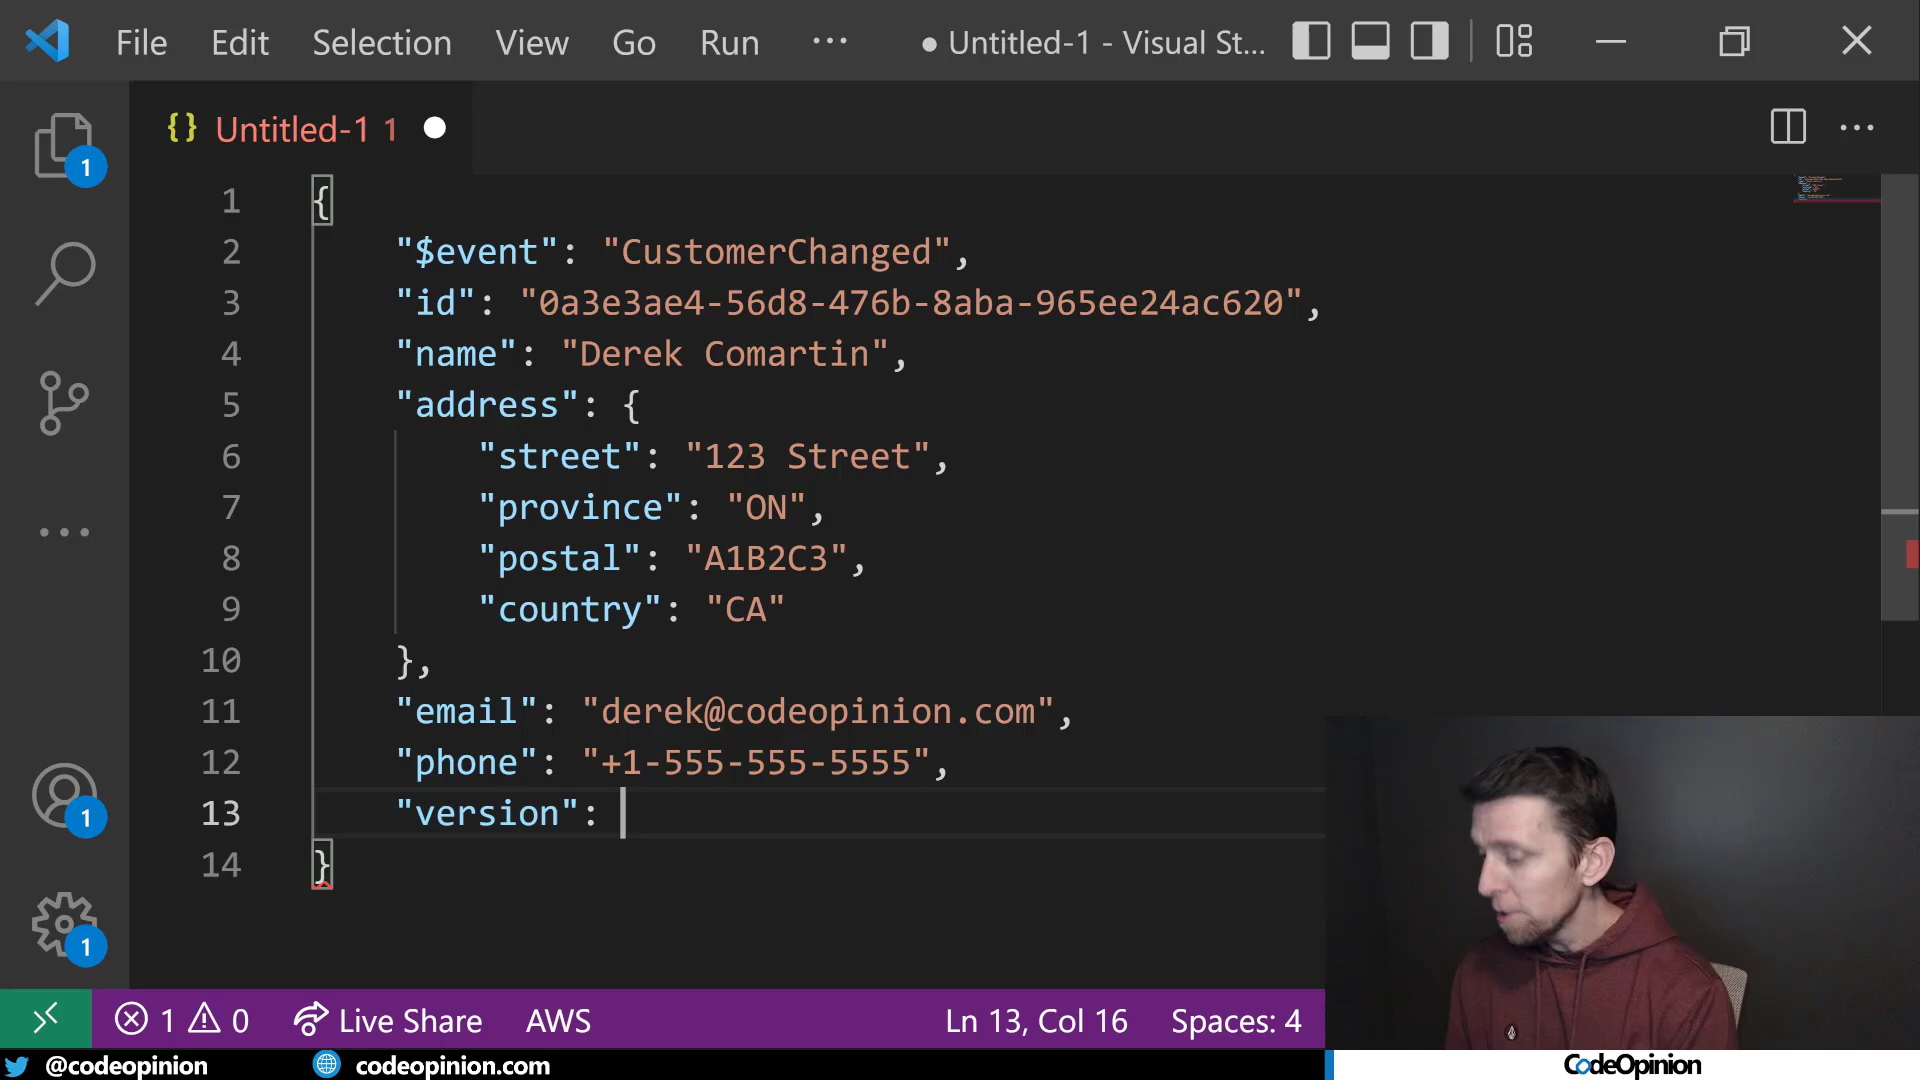 File Edit Selection View Go Run ··· ● Untitled-1 - Visual St...
{} Untitled-1 1 ●
1 {
2 "$event": "CustomerChanged",
3 "id": "0a3e3ae4-56d8-476b-8aba-965ee24ac620",
4 "name": "Derek Comartin",
5 "address": {
6 "street": "123 Street",
7 "province": "ON",
8 "postal": "A1B2C3",
9 "country": "CA"
10 },
11 "email": "derek@codeopinion.com",
12 "phone": "+1-555-555-5555",
13 "version":
14 }
1
1
1
1 0 Live Share AWS Ln 13, Col 16 Spaces: 4
@codeopinion codeopinion.com CodeOpinion